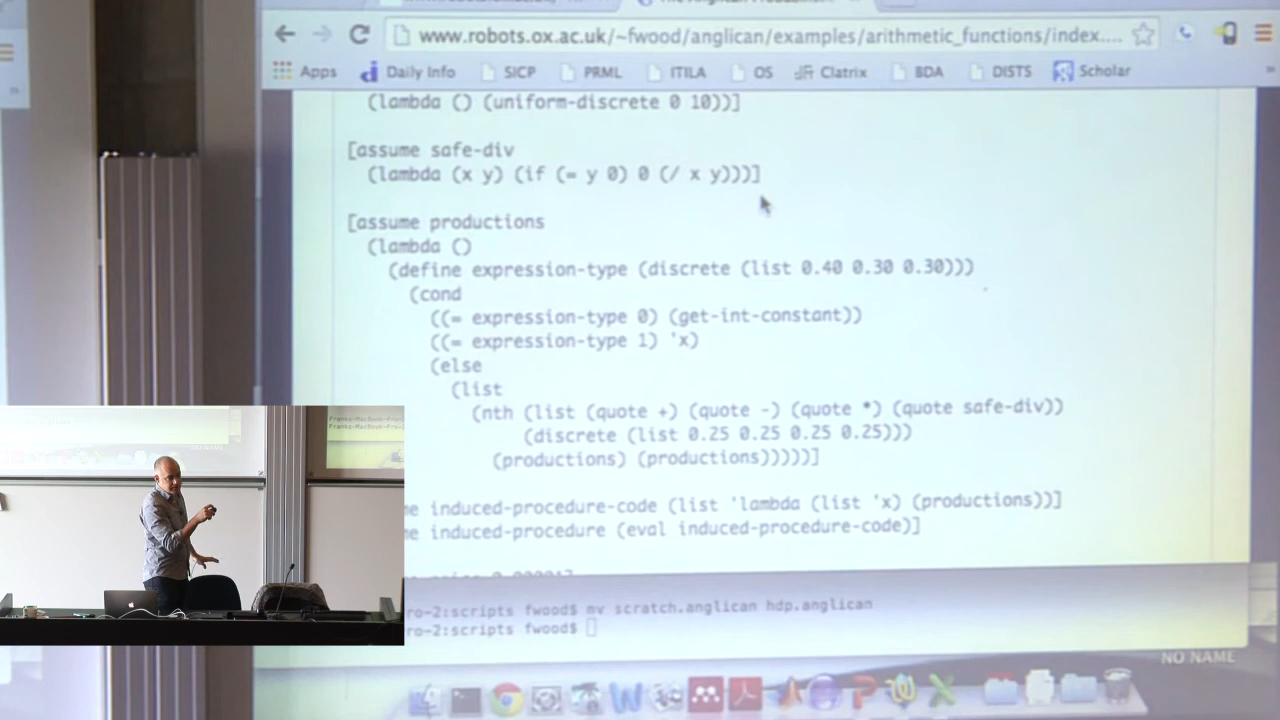 www.robots.ox.ac.uk/~fwood/anglican/examples/arithmetic_functions/index....
Apps Daily Info SICP PRML ITILA OS Clatrix BDA DISTS Scholar
(lambda () (uniform-discrete 0 10))]
[assume safe-div
(lambda (x y) (if (= y 0) 0 (/ x y)))]
[assume productions
(lambda ()
(define expression-type (discrete (list 0.40 0.30 0.30)))
(cond
((= expression-type 0) (get-int-constant))
((= expression-type 1) 'x)
(else
(list
(nth (list (quote +) (quote -) (quote *) (quote safe-div))
(discrete (list 0.25 0.25 0.25 0.25)))
(productions) (productions)))))]
me induced-procedure-code (list 'lambda (list 'x) (productions))]
me induced-procedure (eval induced-procedure-code)]
ro-2:scripts fwood$ mv scratch.anglican hdp.anglican
ro-2:scripts fwood$
NO NAME